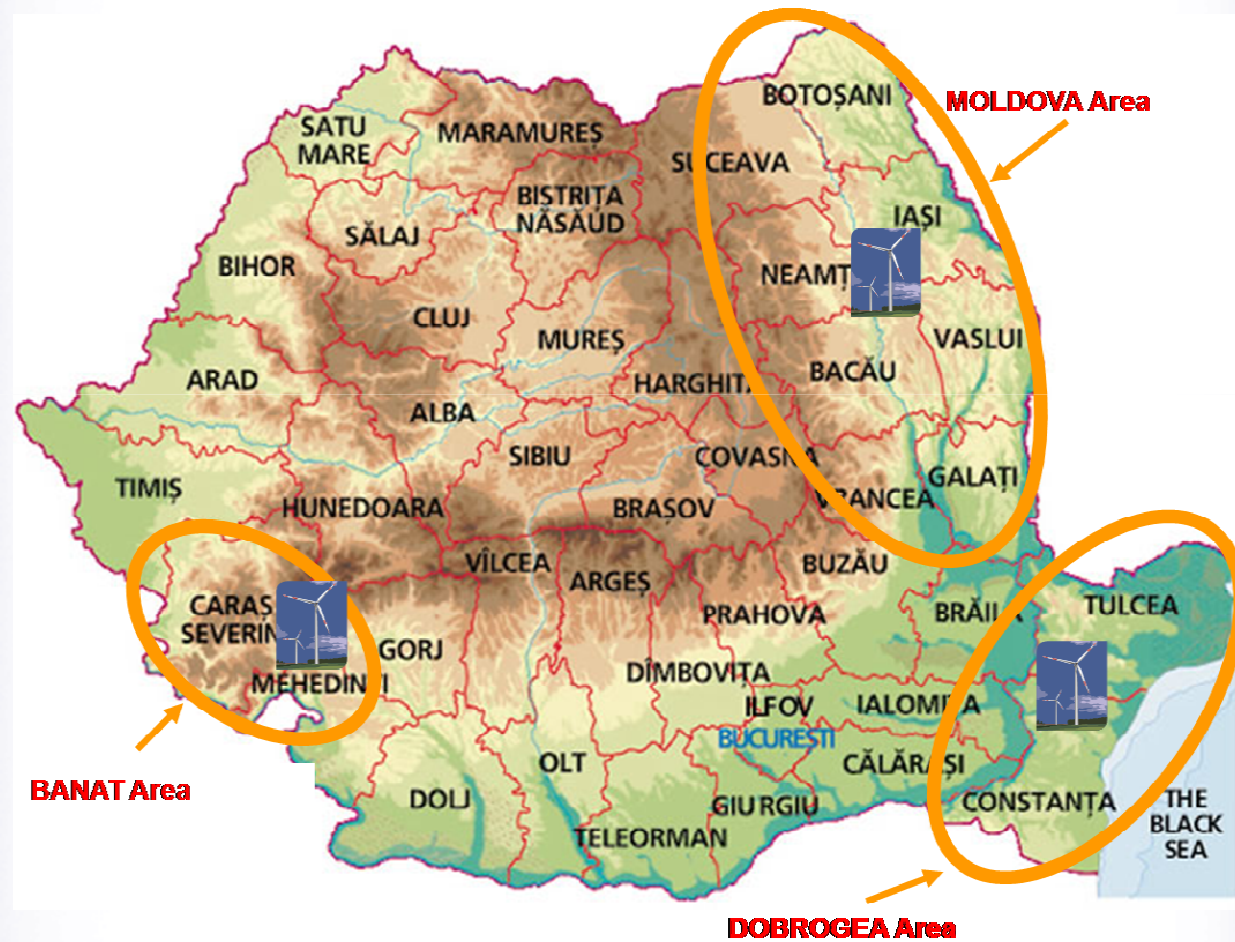 BOTOȘANI
MOLDOVA Area
SATU
MARE
MARAMUREȘ
SUCEAVA
BISTRIȚA
NĂSĂUD
IAȘI
SĂLAJ
BIHOR
NEAMȚ
CLUJ
MUREȘ
VASLUI
BACĂU
ARAD
HARGHITA
ALBA
SIBIU
COVASNA
GALAȚI
TIMIȘ
VRANCEA
HUNEDOARA
BRAȘOV
VÎLCEA
BUZĂU
ARGEȘ
CARAȘ
SEVERIN
PRAHOVA
BRĂILA
TULCEA
GORJ
DÎMBOVIȚA
MEHEDINȚI
ILFOV
IALOMIȚA
BUCUREȘTI
OLT
CĂLĂRAȘI
BANAT Area
DOLJ
GIURGIU
CONSTANȚA
THE
BLACK
SEA
TELEORMAN
DOBROGEA Area